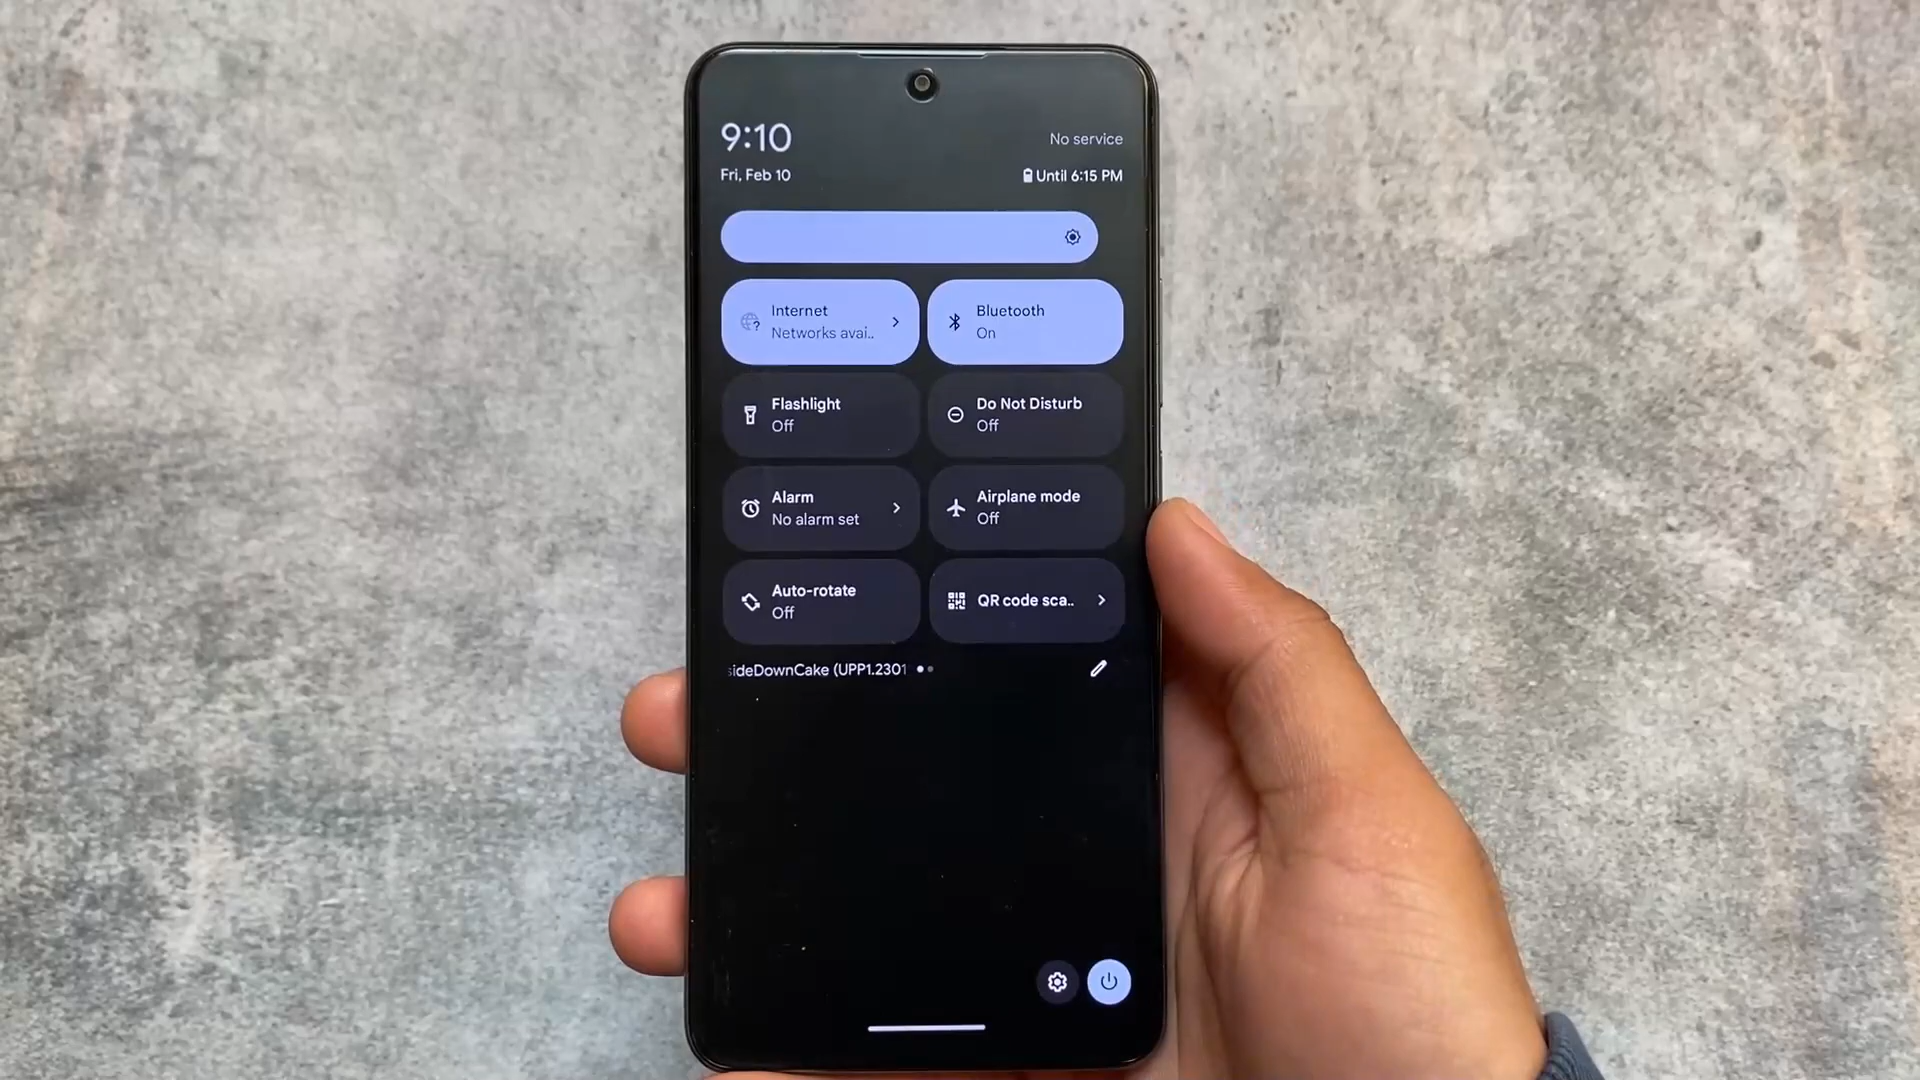 9:10
No service
Fri, Feb 10
Until 6:15 PM
Internet
Networks avai..
Bluetooth
On
Flashlight
Off
Do Not Disturb
Off
Alarm
No alarm set
Airplane mode
Off
Auto-rotate
Off
QR code sca..
sideDownCake (UPP1.2301